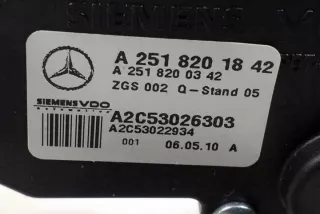 SIEMENS V
A 251 820 18 42
A 251 820 03 42
ZGS 002 Q-Stand 05
SIEMENS VDO
Automotive
A2C53026303
A2C53022934
001 06.05.10 A